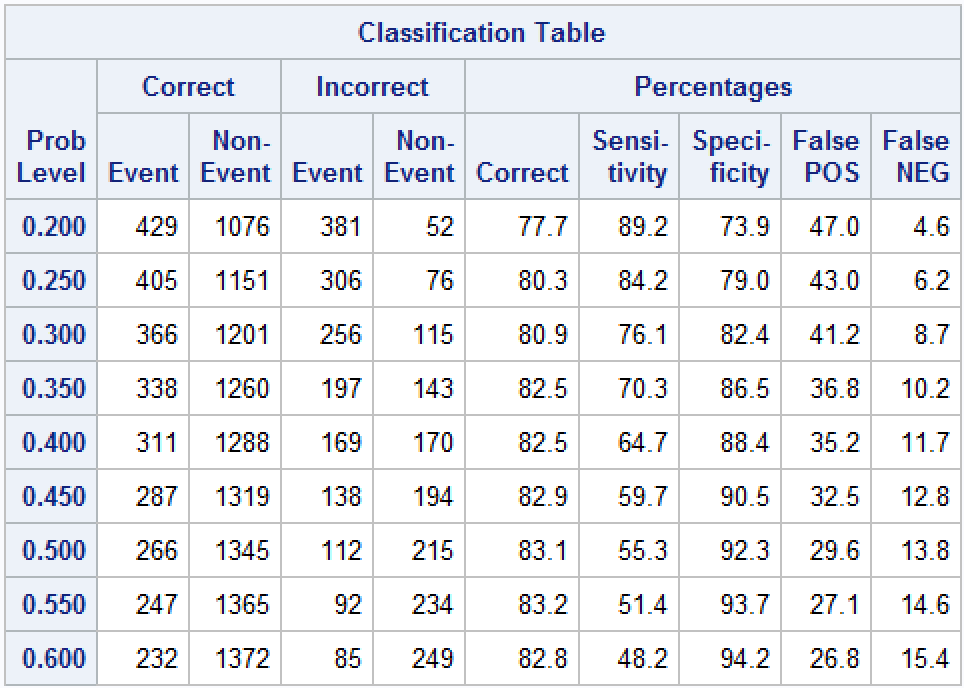 Classification Table
Correct Incorrect Percentages
Prob Level Event Non-Event Event Non-Event Correct Sensi-tivity Speci-ficity False POS False NEG
0.200 429 1076 381 52 77.7 89.2 73.9 47.0 4.6
0.250 405 1151 306 76 80.3 84.2 79.0 43.0 6.2
0.300 366 1201 256 115 80.9 76.1 82.4 41.2 8.7
0.350 338 1260 197 143 82.5 70.3 86.5 36.8 10.2
0.400 311 1288 169 170 82.5 64.7 88.4 35.2 11.7
0.450 287 1319 138 194 82.9 59.7 90.5 32.5 12.8
0.500 266 1345 112 215 83.1 55.3 92.3 29.6 13.8
0.550 247 1365 92 234 83.2 51.4 93.7 27.1 14.6
0.600 232 1372 85 249 82.8 48.2 94.2 26.8 15.4